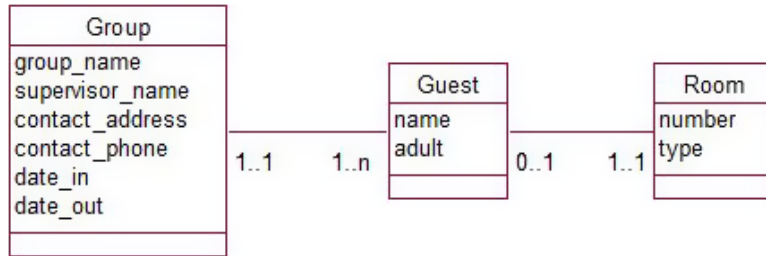 Group
group_name
supervisor_name
contact_address
contact_phone
date_in
date_out
1..1
1..n
Guest
name
adult
0..1
1..1
Room
number
type